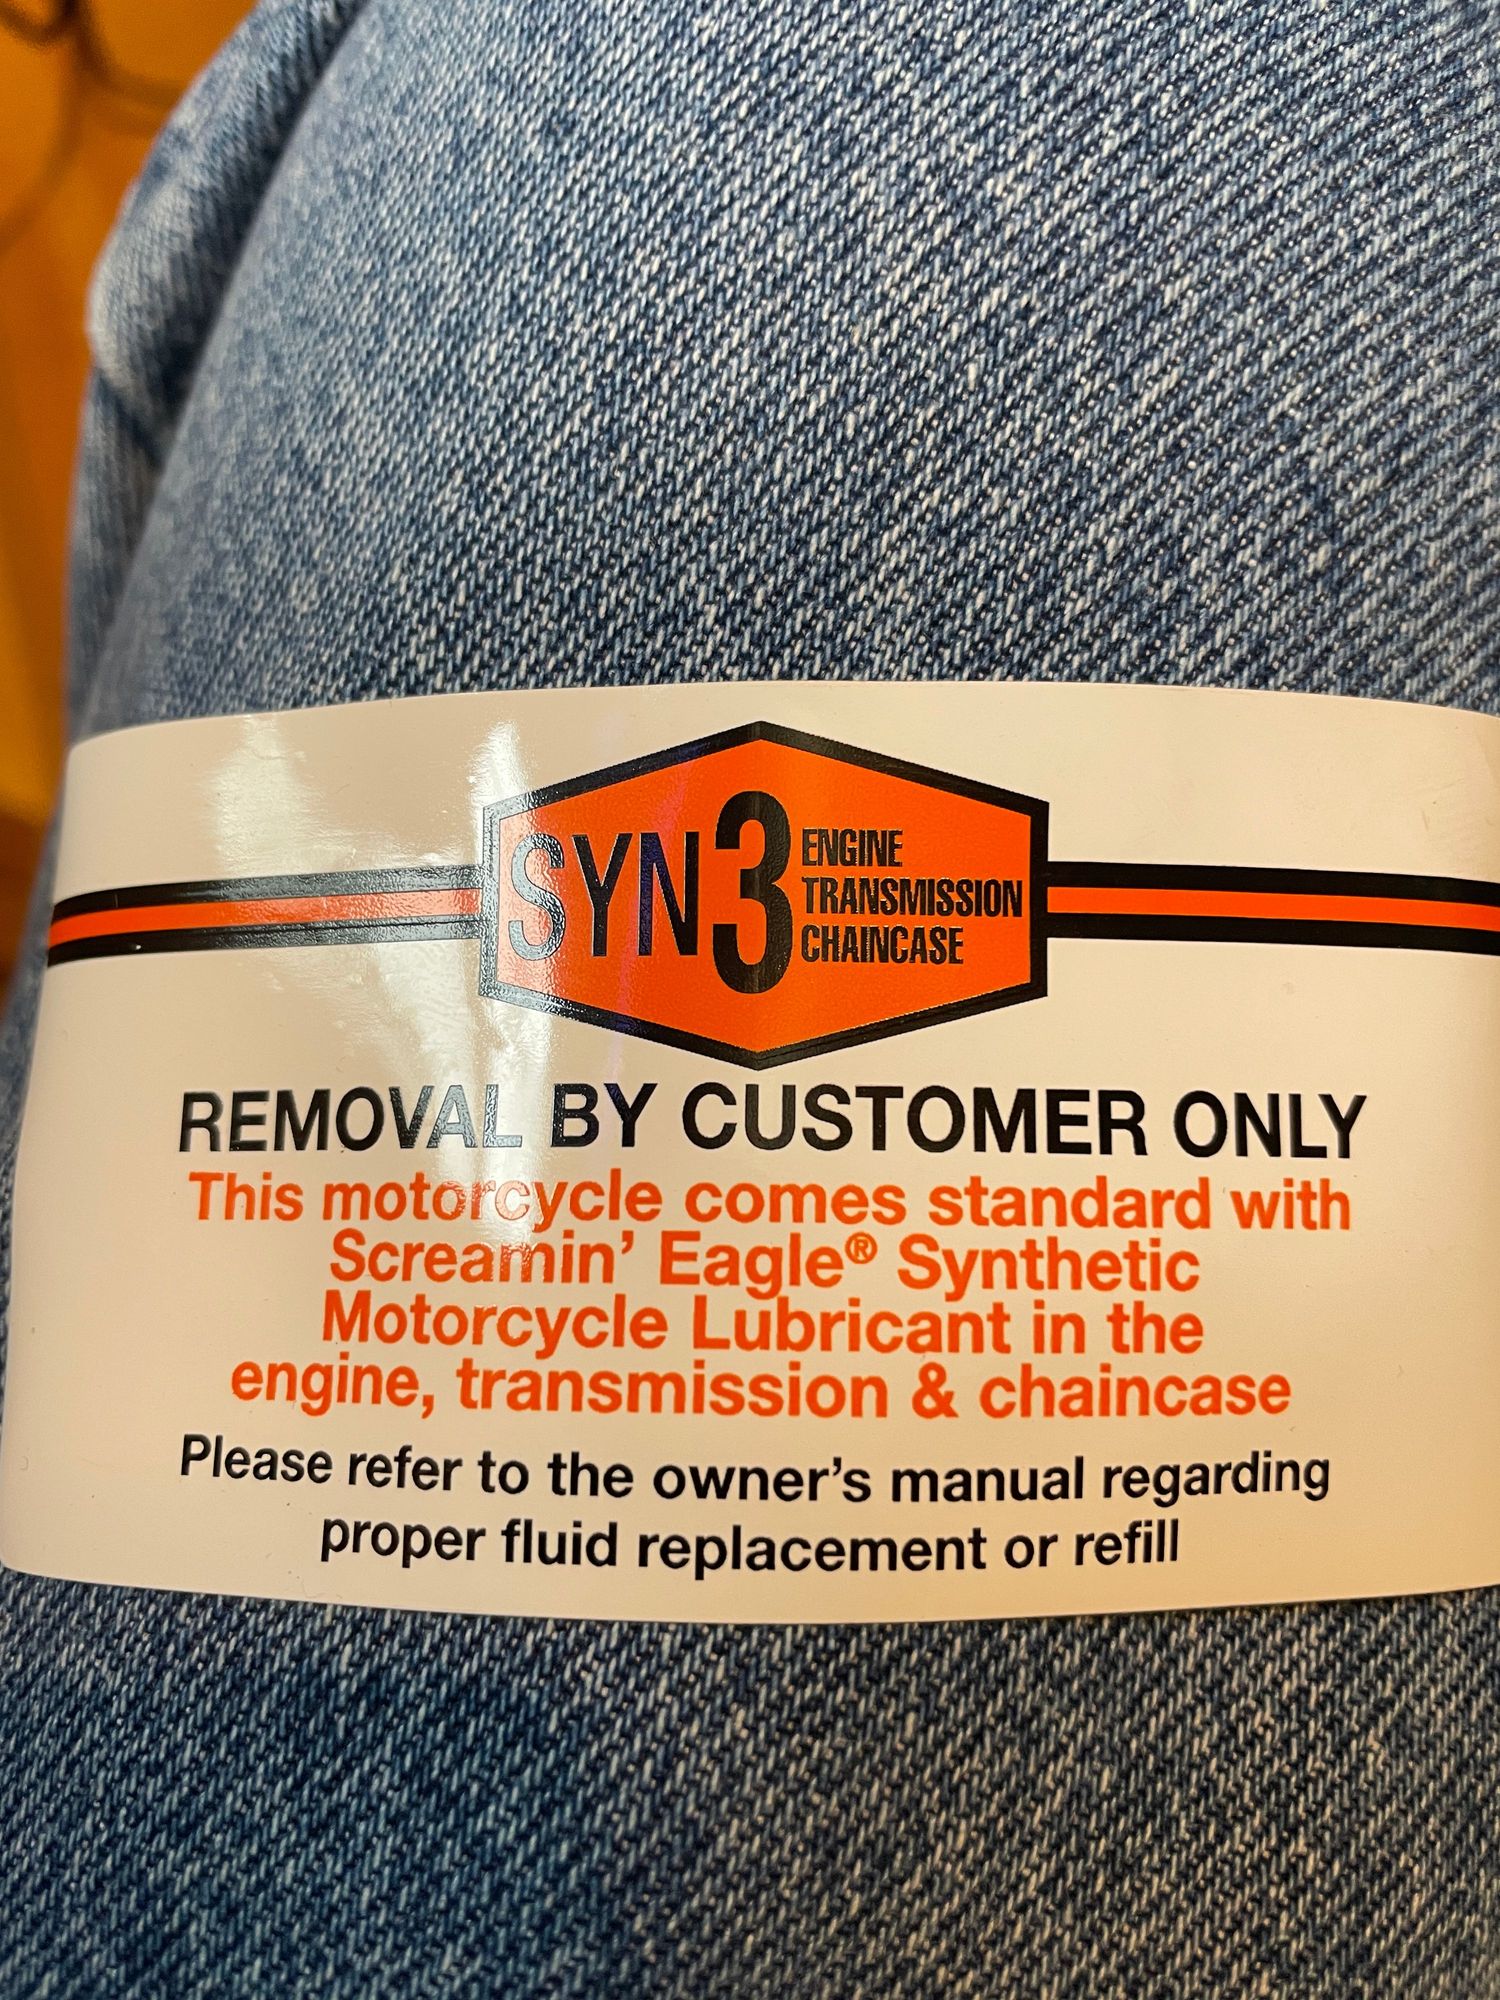 SYN3
ENGINE
TRANSMISSION
CHAINCASE
REMOVAL BY CUSTOMER ONLY
This motorcycle comes standard with
Screamin’ Eagle® Synthetic
Motorcycle Lubricant in the
engine, transmission & chaincase
Please refer to the owner’s manual regarding
proper fluid replacement or refill